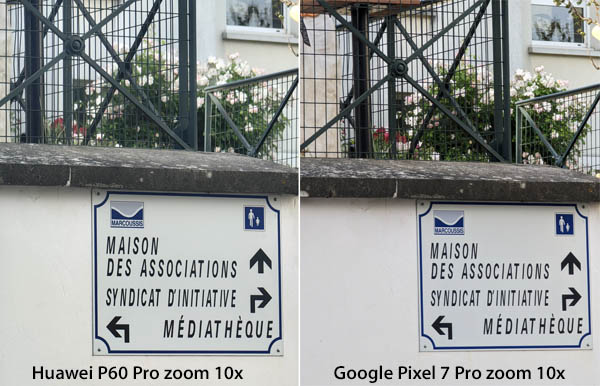 MARCOUSSIS
MAISON
DES ASSOCIATIONS
SYNDICAT D'INITIATIVE
MÉDIATHÈQUE
Huawei P60 Pro zoom 10x
MARCOUSSIS
MAISON
DES ASSOCIATIONS
SYNDICAT D'INITIATIVE
MÉDIATHÈQUE
Google Pixel 7 Pro zoom 10x